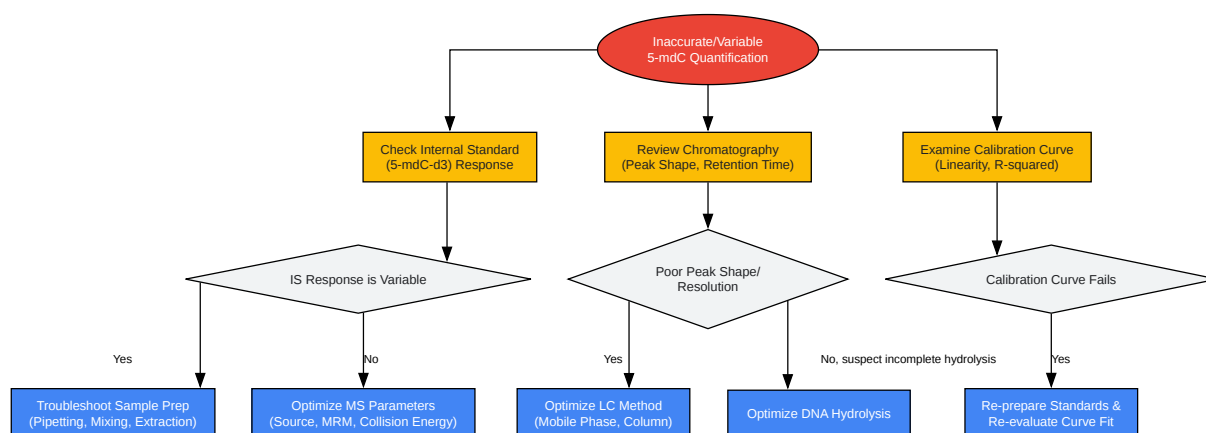 Inaccurate/Variable
5-mdC Quantification
Check Internal Standard
(5-mdC-d3) Response
Review Chromatography
(Peak Shape, Retention Time)
Examine Calibration Curve
(Linearity, R-squared)
IS Response is Variable
Poor Peak Shape/
Resolution
Calibration Curve Fails
Yes
No
Yes
No, suspect incomplete hydrolysis
Yes
Troubleshoot Sample Prep
(Pipetting, Mixing, Extraction)
Optimize MS Parameters
(Source, MRM, Collision Energy)
Optimize LC Method
(Mobile Phase, Column)
Optimize DNA Hydrolysis
Re-prepare Standards &
Re-evaluate Curve Fit